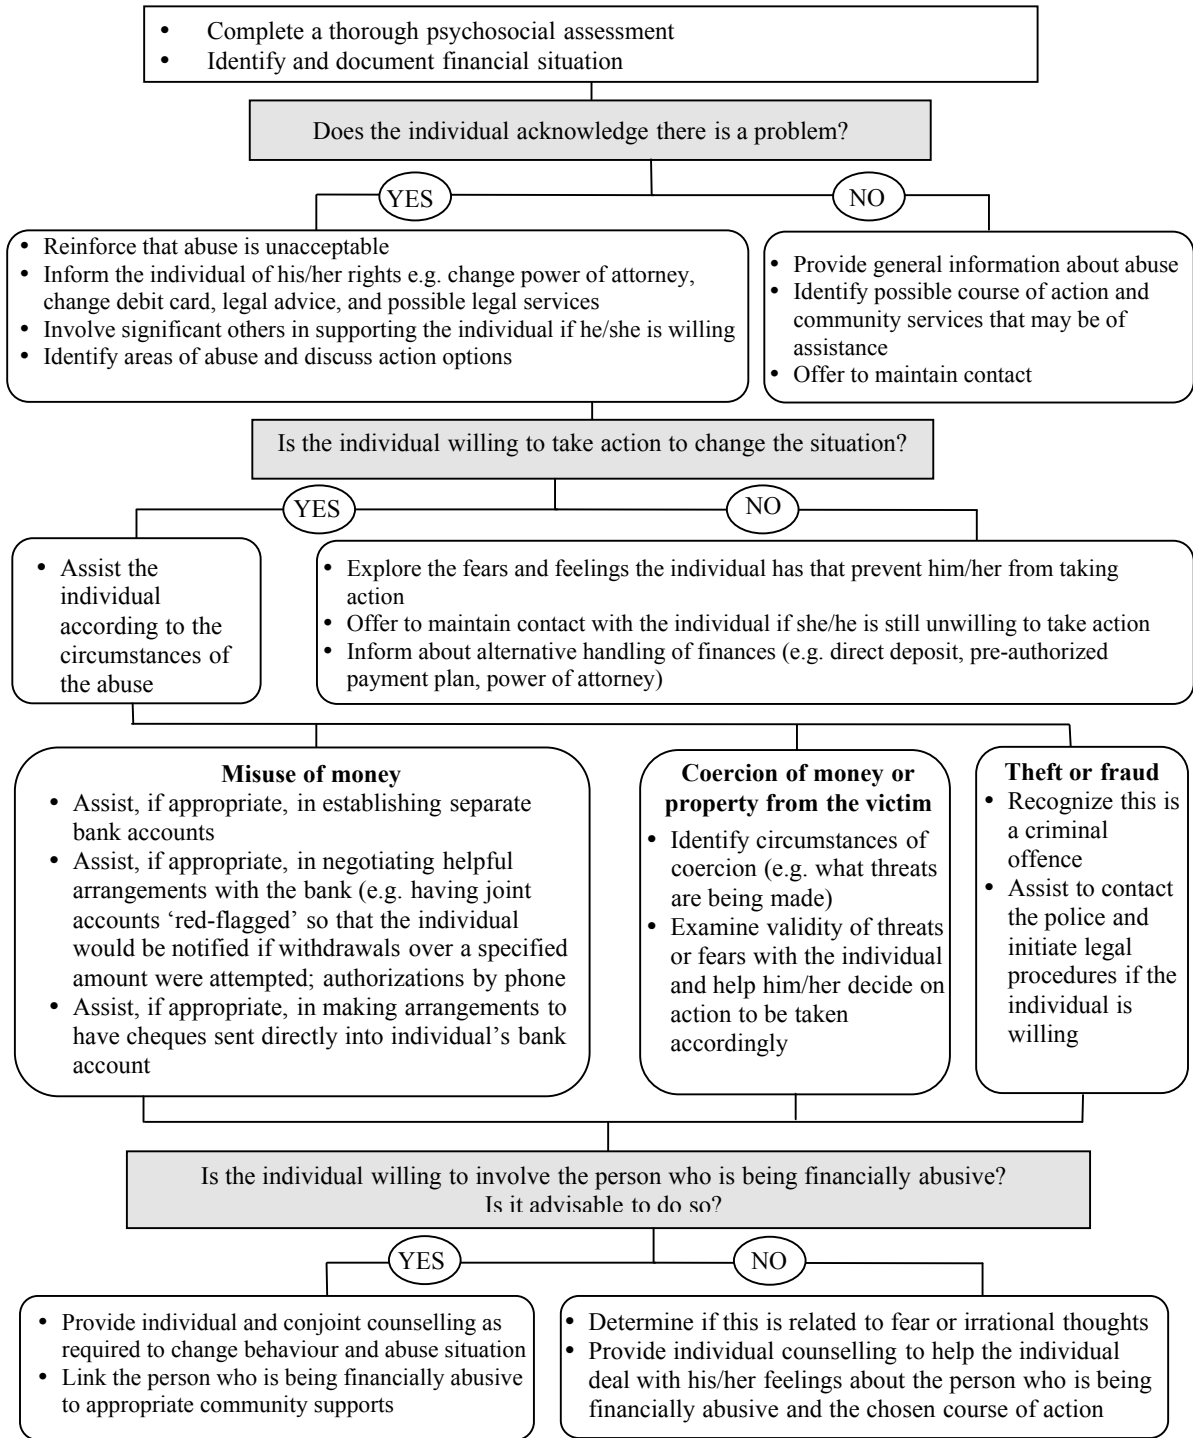 • Complete a thorough psychosocial assessment
• Identify and document financial situation
Does the individual acknowledge there is a problem?
YES
NO
• Reinforce that abuse is unacceptable
• Inform the individual of his/her rights e.g. change power of attorney,
change debit card, legal advice, and possible legal services
• Involve significant others in supporting the individual if he/she is willing
• Identify areas of abuse and discuss action options
• Provide general information about abuse
• Identify possible course of action and
community services that may be of
assistance
• Offer to maintain contact
Is the individual willing to take action to change the situation?
YES
NO
• Assist the
individual
according to the
circumstances of
the abuse
• Explore the fears and feelings the individual has that prevent him/her from taking
action
• Offer to maintain contact with the individual if she/he is still unwilling to take action
• Inform about alternative handling of finances (e.g. direct deposit, pre-authorized
payment plan, power of attorney)
Misuse of money
• Assist, if appropriate, in establishing separate
bank accounts
• Assist, if appropriate, in negotiating helpful
arrangements with the bank (e.g. having joint
accounts ‘red-flagged’ so that the individual
would be notified if withdrawals over a specified
amount were attempted; authorizations by phone
• Assist, if appropriate, in making arrangements to
have cheques sent directly into individual’s bank
account
Coercion of money or
property from the victim
• Identify circumstances of
coercion (e.g. what threats
are being made)
• Examine validity of threats
or fears with the individual
and help him/her decide on
action to be taken
accordingly
Theft or fraud
• Recognize this is
a criminal
offence
• Assist to contact
the police and
initiate legal
procedures if the
individual is
willing
Is the individual willing to involve the person who is being financially abusive?
Is it advisable to do so?
YES
NO
• Provide individual and conjoint counselling as
required to change behaviour and abuse situation
• Link the person who is being financially abusive
to appropriate community supports
• Determine if this is related to fear or irrational thoughts
• Provide individual counselling to help the individual
deal with his/her feelings about the person who is being
financially abusive and the chosen course of action